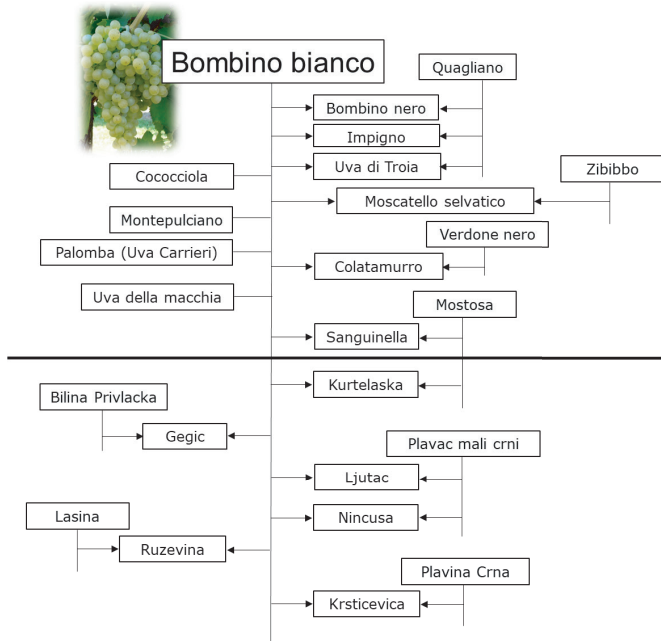 Bombino bianco
Quagliano
Bombino nero
Impigno
Uva di Troia
Cococciola
Zibibbo
Moscatello selvatico
Montepulciano
Verdone nero
Palomba (Uva Carrieri)
Colatamurro
Uva della macchia
Mostosa
Sanguinella
Kurtelaska
Bilina Privlacka
Gegic
Plavac mali crni
Ljutac
Lasina
Nincusa
Ruzevina
Plavina Crna
Krsticevica